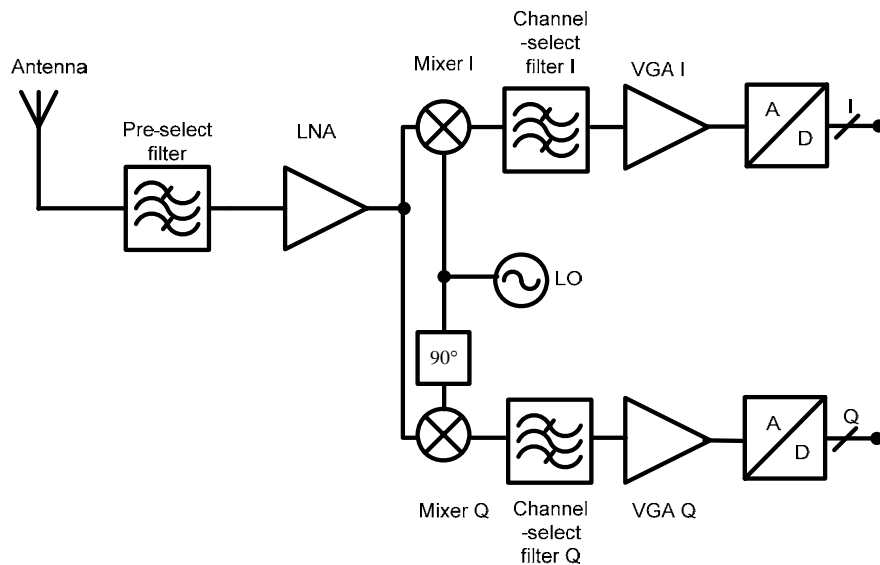 Antenna
Pre-select
filter
LNA
Mixer I
Channel
-select
filter I
VGA I
A
D
I
LO
90°
Mixer Q
Channel
-select
filter Q
VGA Q
A
D
Q